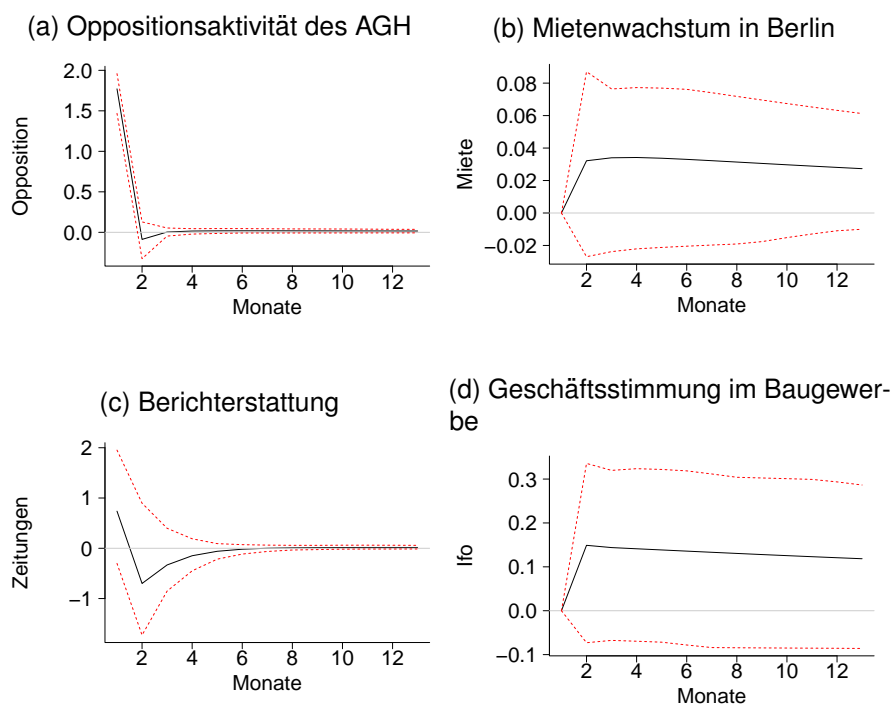 (a) Oppositionsaktivität des AGH
Opposition
2.0
1.5
1.0
0.5
0.0
2 4 6 8 10 12
Monate
(b) Mietenwachstum in Berlin
Miete
0.08
0.06
0.04
0.02
0.00
−0.02
2 4 6 8 10 12
Monate
(c) Berichterstattung
Zeitungen
2
1
0
−1
2 4 6 8 10 12
Monate
(d) Geschäftsstimmung im Baugewer-
be
Ifo
0.3
0.2
0.1
0.0
−0.1
2 4 6 8 10 12
Monate